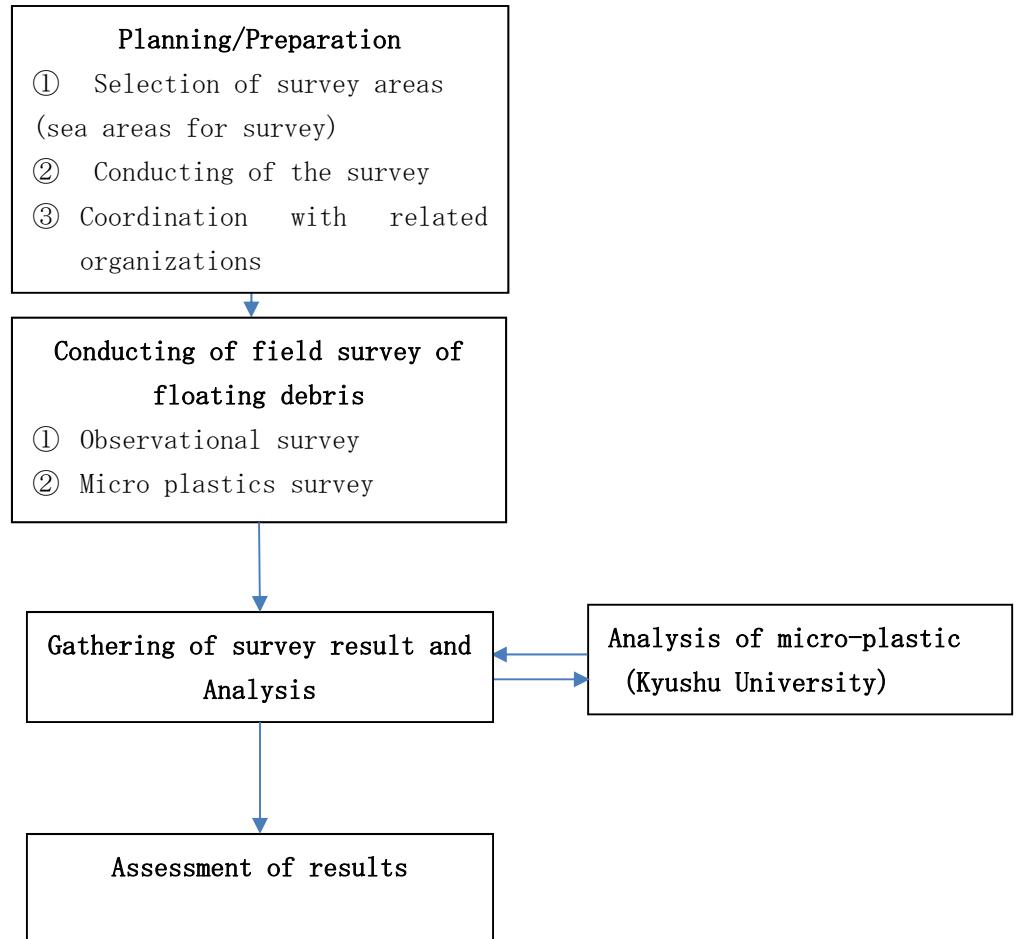 Planning/Preparation
① Selection of survey areas
(sea areas for survey)
② Conducting of the survey
③ Coordination with related
organizations
Conducting of field survey of
floating debris
① Observational survey
② Micro plastics survey
Gathering of survey result and
Analysis
Analysis of micro-plastic
(Kyushu University)
Assessment of results